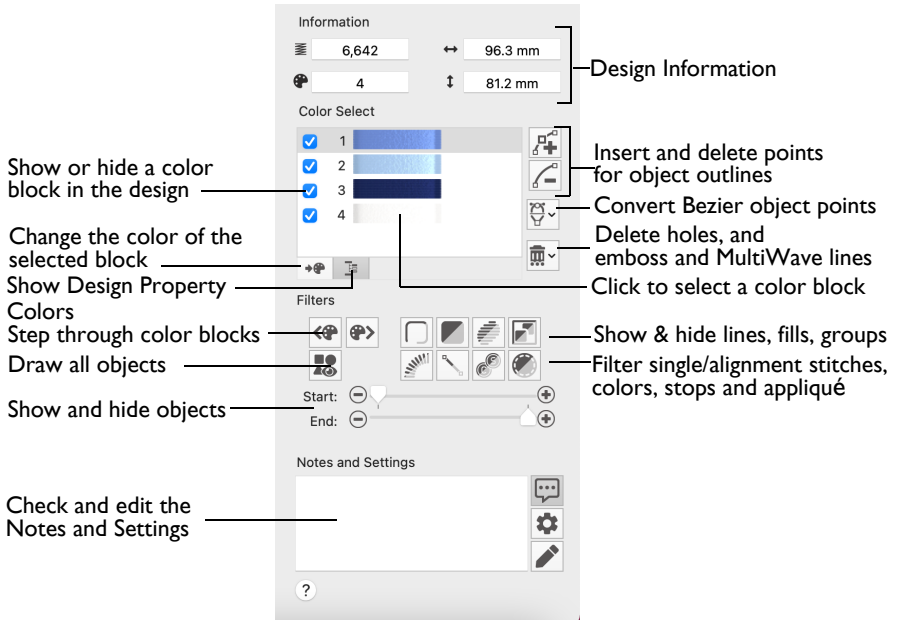 Information
6,642
96.3 mm
4
81.2 mm
Design Information
Color Select
1
2
3
4
Show or hide a color
block in the design
Change the color of the
selected block
Show Design Property
Colors
Insert and delete points
for object outlines
Convert Bezier object points
Delete holes, and
emboss and MultiWave lines
Click to select a color block
Filters
Step through color blocks
Draw all objects
Show and hide objects
Show & hide lines, fills, groups
Filter single/alignment stitches,
colors, stops and appliqué
Start:
End:
Notes and Settings
Check and edit the
Notes and Settings
?